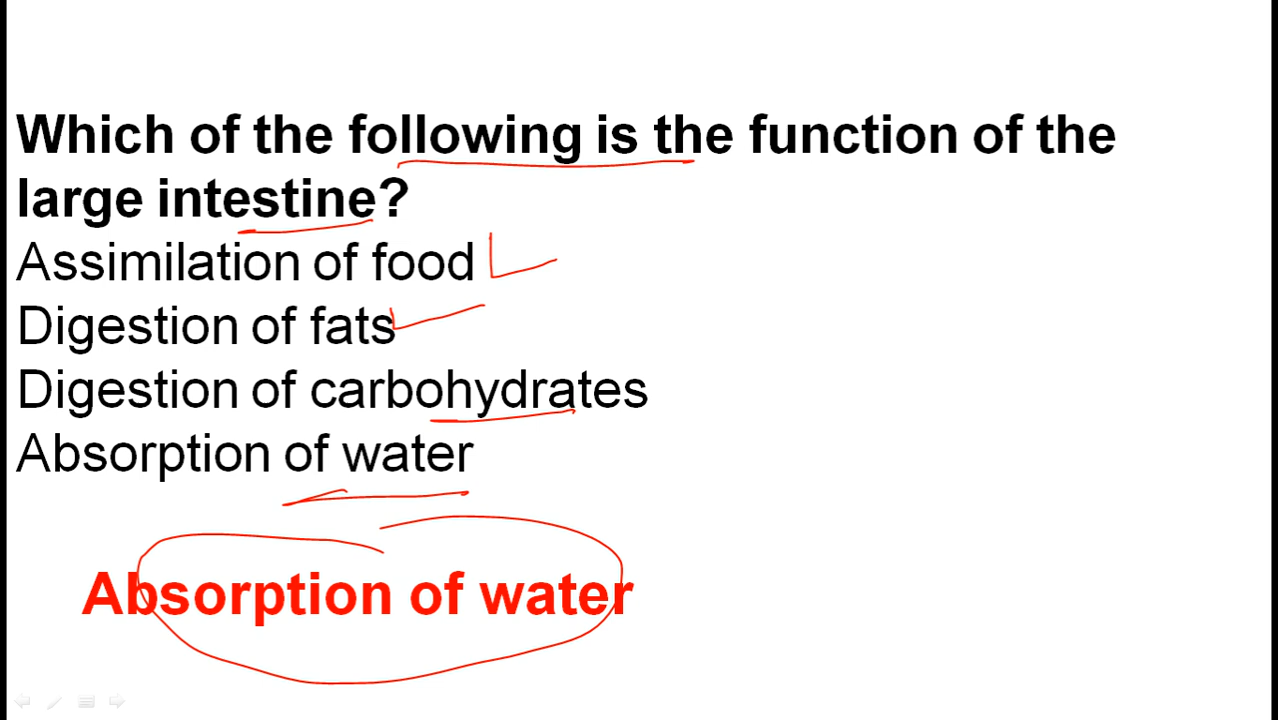 Which of the following is the function of the
large intestine?
Assimilation of food
Digestion of fats
Digestion of carbohydrates
Absorption of water
Absorption of water